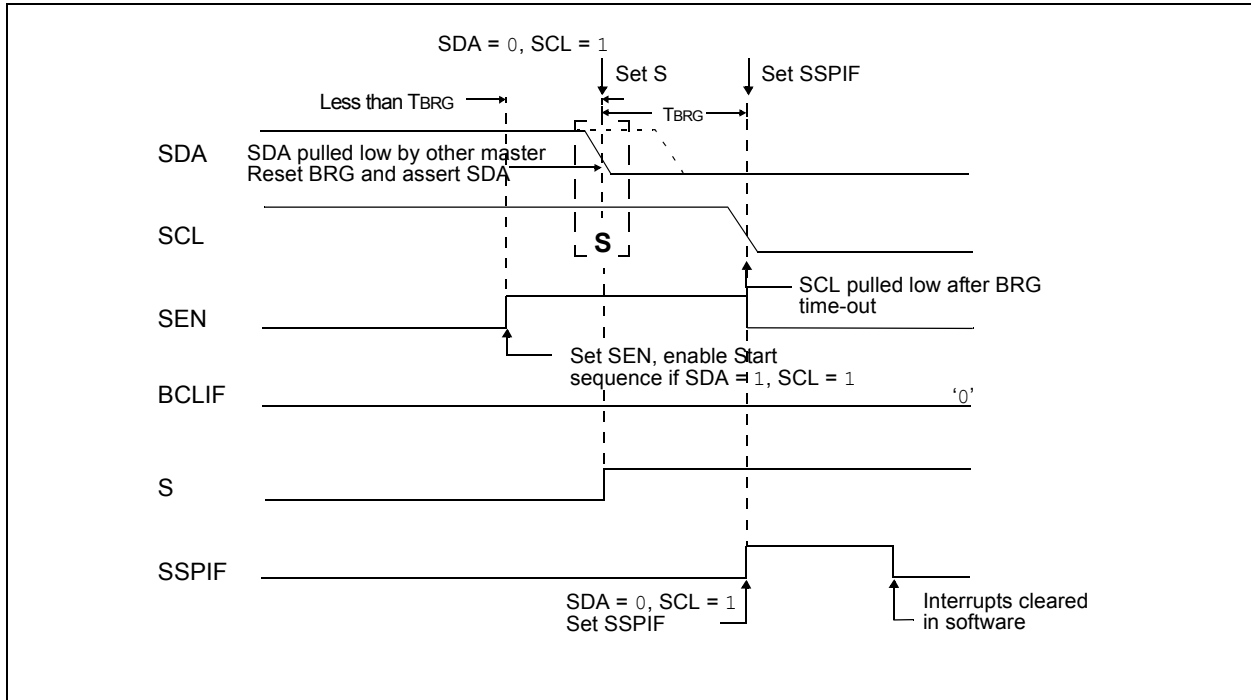 SDA = 0, SCL = 1
Set S
Set SSPIF
Less than TBRG
TBRG
SDA
SDA pulled low by other master
Reset BRG and assert SDA
SCL
S
SCL pulled low after BRG
time-out
SEN
Set SEN, enable Start
sequence if SDA = 1, SCL = 1
BCLIF
‘0’
S
SSPIF
SDA = 0, SCL = 1
Set SSPIF
Interrupts cleared
in software